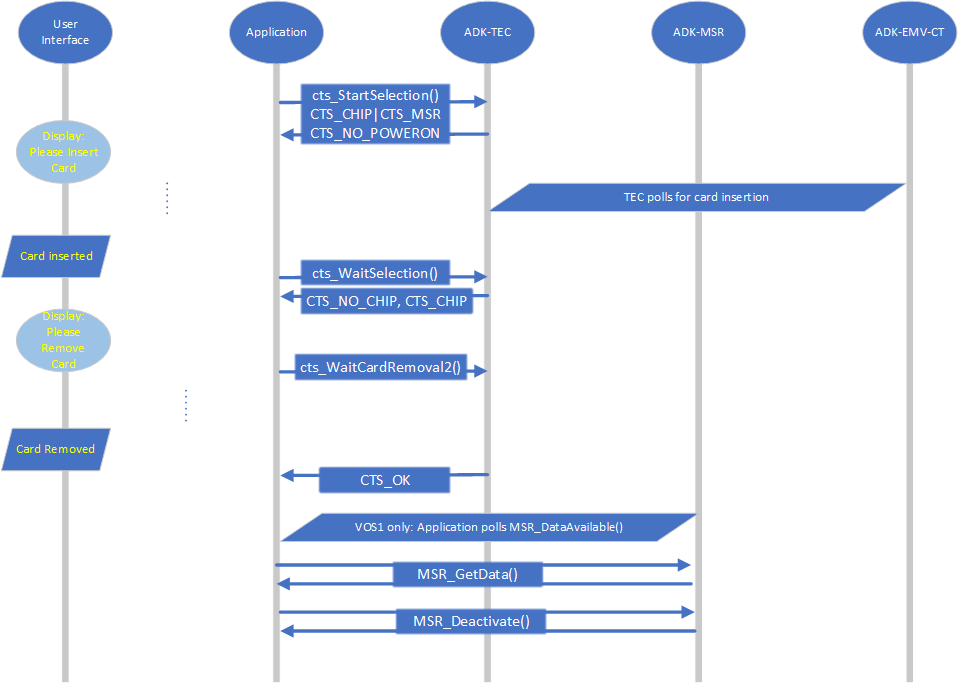 User
Interface
Application
ADK-TEC
ADK-MSR
ADK-EMV-CT
cts_StartSelection()
CTS_CHIP|CTS_MSR
CTS_NO_POWERON
Display:
Please Insert
Card
TEC polls for card insertion
Card inserted
cts_WaitSelection()
CTS_NO_CHIP, CTS_CHIP
Display:
Please
Remove
Card
cts_WaitCardRemoval2()
Card Removed
CTS_OK
VOS1 only: Application polls MSR_DataAvailable()
MSR_GetData()
MSR_Deactivate()